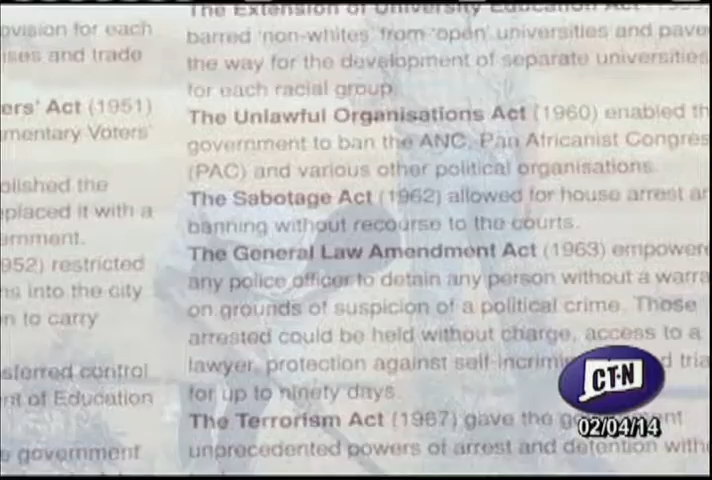 ovision for each
ises and trade
ers' Act (1951)
mentary Voters'
olished the
eplaced it with a
ernment.
952) restricted
ns into the city
n to carry
sferred control
nt of Education
e government
The Extension of University Education Act
barred 'non-whites' from 'open' universities and pave
the way for the development of separate universities
for each racial group.
The Unlawful Organisations Act (1960) enabled th
government to ban the ANC, Pan Africanist Congres
(PAC) and various other political organisations.
The Sabotage Act (1962) allowed for house arrest an
banning without recourse to the courts.
The General Law Amendment Act (1963) empowere
any police officer to detain any person without a warra
on grounds of suspicion of a political crime. Those
arrested could be held without charge, access to a
lawyer, protection against self-incrimi d tria
for up to ninety days.
The Terrorism Act (1967) gave the go ent
unprecedented powers of arrest and detention with
CT-N
02/04/14